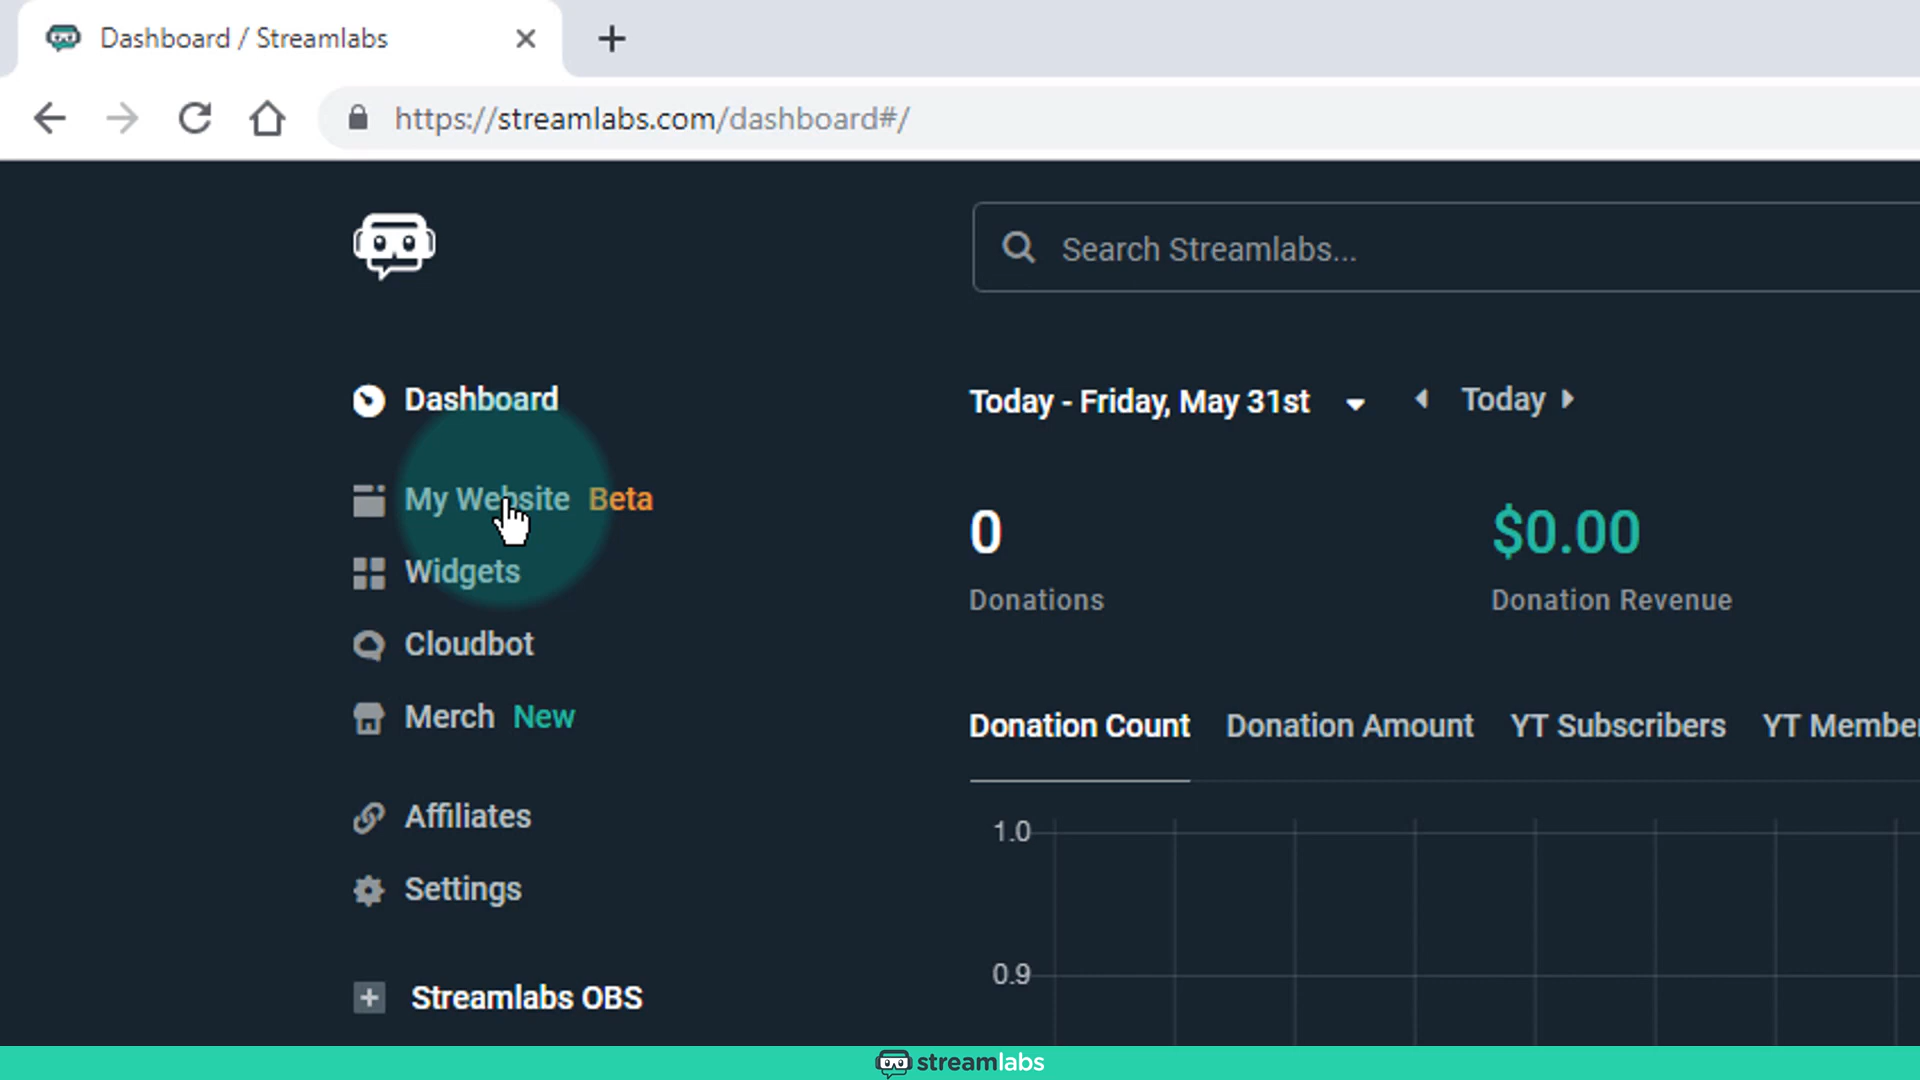 Dashboard / Streamlabs
https://streamlabs.com/dashboard#/
Search Streamlabs...
Dashboard
Today - Friday, May 31st
Today
My Website Beta
0
$0.00
Widgets
Donations
Donation Revenue
Cloudbot
Merch New
Donation Count
Donation Amount
YT Subscribers
YT Member
Affiliates
1.0
Settings
0.9
Streamlabs OBS
streamlabs